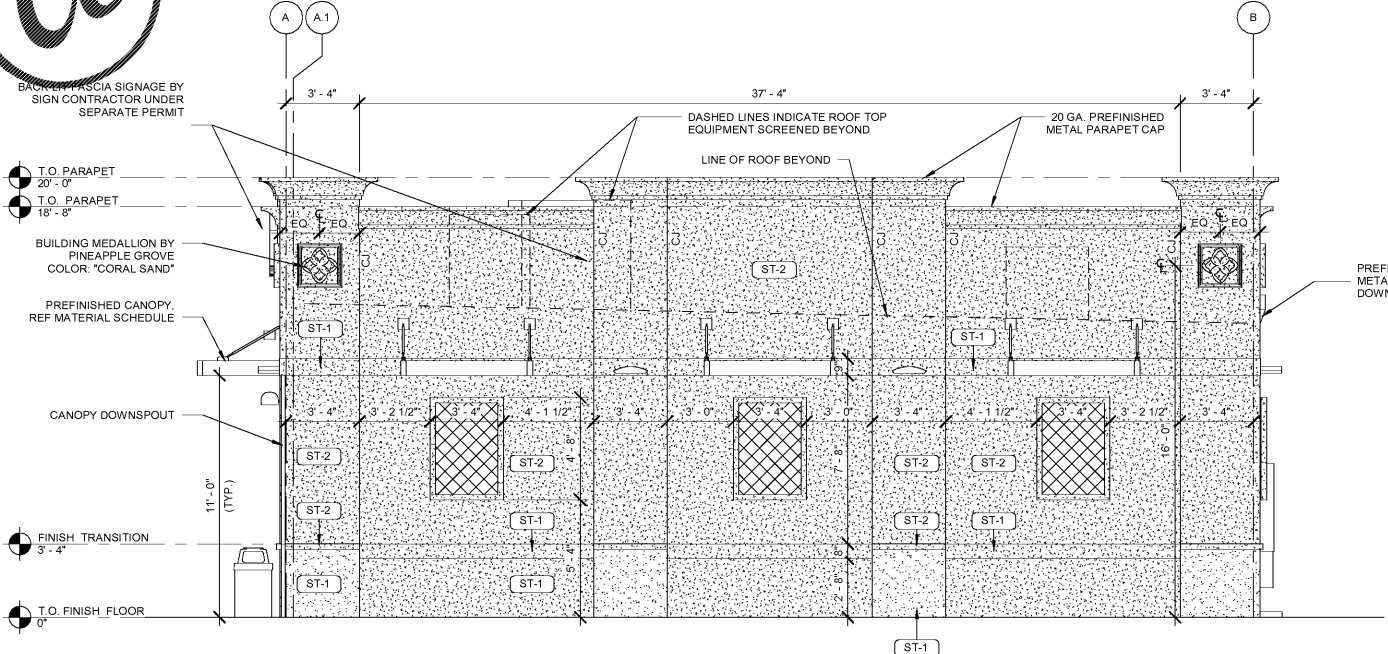 A
A.1
B
BACK LIT FASCIA SIGNAGE BY
SIGN CONTRACTOR UNDER
SEPARATE PERMIT
3' - 4"
37' - 4"
3' - 4"
DASHED LINES INDICATE ROOF TOP
EQUIPMENT SCREENED BEYOND
20 GA. PREFINISHED
METAL PARAPET CAP
LINE OF ROOF BEYOND
T.O. PARAPET
20' - 0"
T.O. PARAPET
18' - 8"
EQ
EQ
EQ
EQ
BUILDING MEDALLION BY
PINEAPPLE GROVE
COLOR: "CORAL SAND"
CJ
CJ
CJ
CJ
CJ
CJ
ST-2
PREFINISHED CANOPY,
REF MATERIAL SCHEDULE
ST-1
ST-1
9"
CANOPY DOWNSPOUT
3' - 4"
3' - 2 1/2"
3' - 4"
4' - 1 1/2"
3' - 4"
3' - 0"
3' - 4"
3' - 0"
3' - 4"
4' - 1 1/2"
3' - 4"
3' - 2 1/2"
3' - 4"
ST-2
ST-2
ST-2
ST-2
4' - 8"
7' - 8"
16' - 0"
11' - 0"
(TYP.)
ST-2
ST-1
ST-2
ST-1
FINISH TRANSITION
3' - 4"
5' - 4"
8"
2' - 8"
ST-1
ST-1
T.O. FINISH FLOOR
0"
ST-1